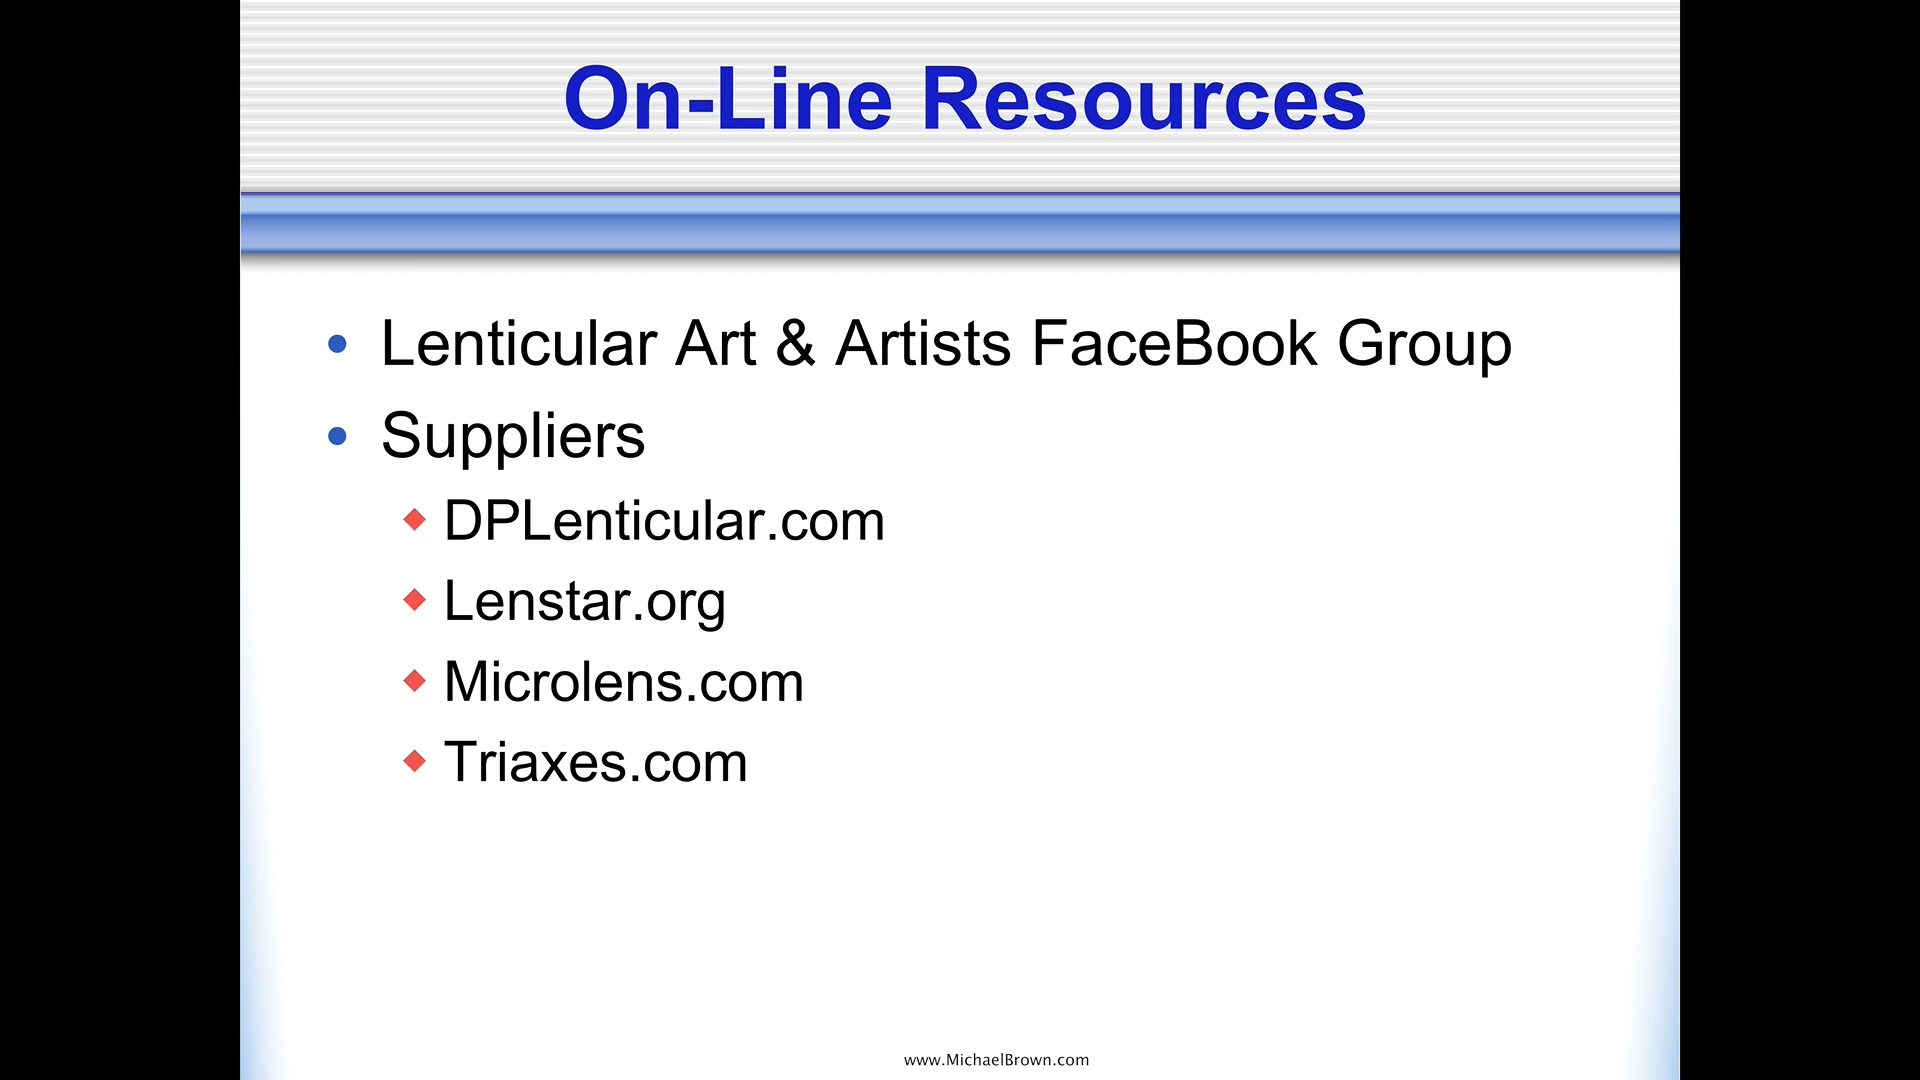 On-Line Resources
Lenticular Art & Artists FaceBook Group
Suppliers
DPLenticular.com
Lenstar.org
Microlens.com
Triaxes.com
www.MichaelBrown.com